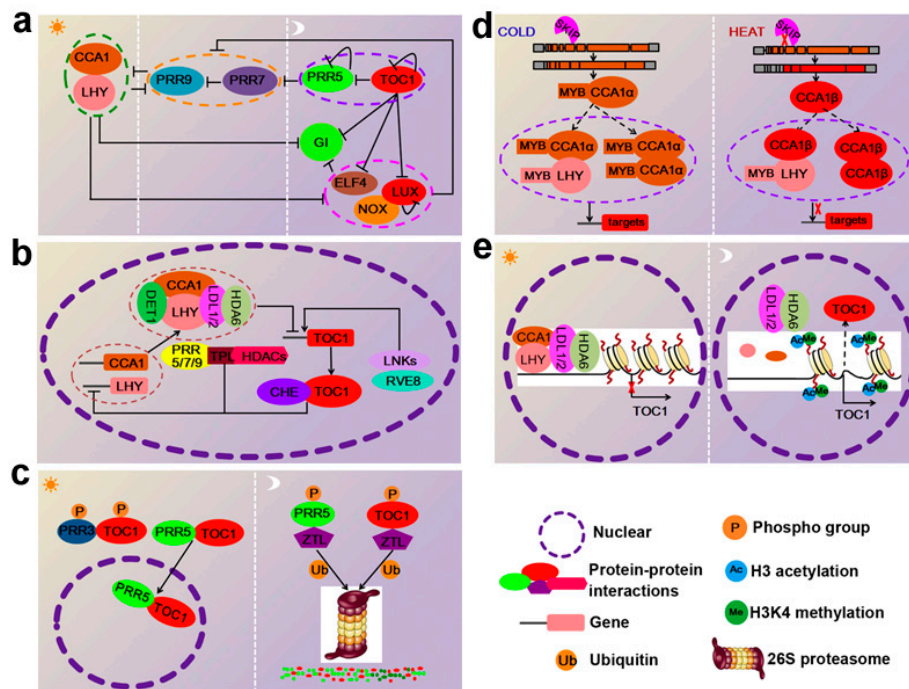 a
CCA1
LHY
PRR9
PRR7
PRR5
TOC1
GI
ELF4
LUX
NOX
b
DET1
CCA1
LHY
LDL1/2
HDA6
TOC1
CCA1
LHY
PRR
5/7/9
TPL
HDACs
LNKs
RVE8
CHE
TOC1
c
P
P
PRR3
TOC1
PRR5
TOC1
PRR5
TOC1
P
P
PRR5
TOC1
ZTL
ZTL
Ub
Ub
d
COLD
SKIP
MYB CCA1α
MYB CCA1α
MYB LHY
MYB CCA1α
MYB CCA1α
targets
HEAT
SKIP
CCA1β
CCA1β
MYB LHY
CCA1β
CCA1β
targets
e
CCA1
LHY
LDL1/2
HDA6
TOC1
LDL1/2
HDA6
TOC1
Ac Me
Ac Me
Ac Me
Ac Me
TOC1
Nuclear
Protein-protein
interactions
Gene
Ub Ubiquitin
P Phospho group
Ac H3 acetylation
Me H3K4 methylation
26S proteasome